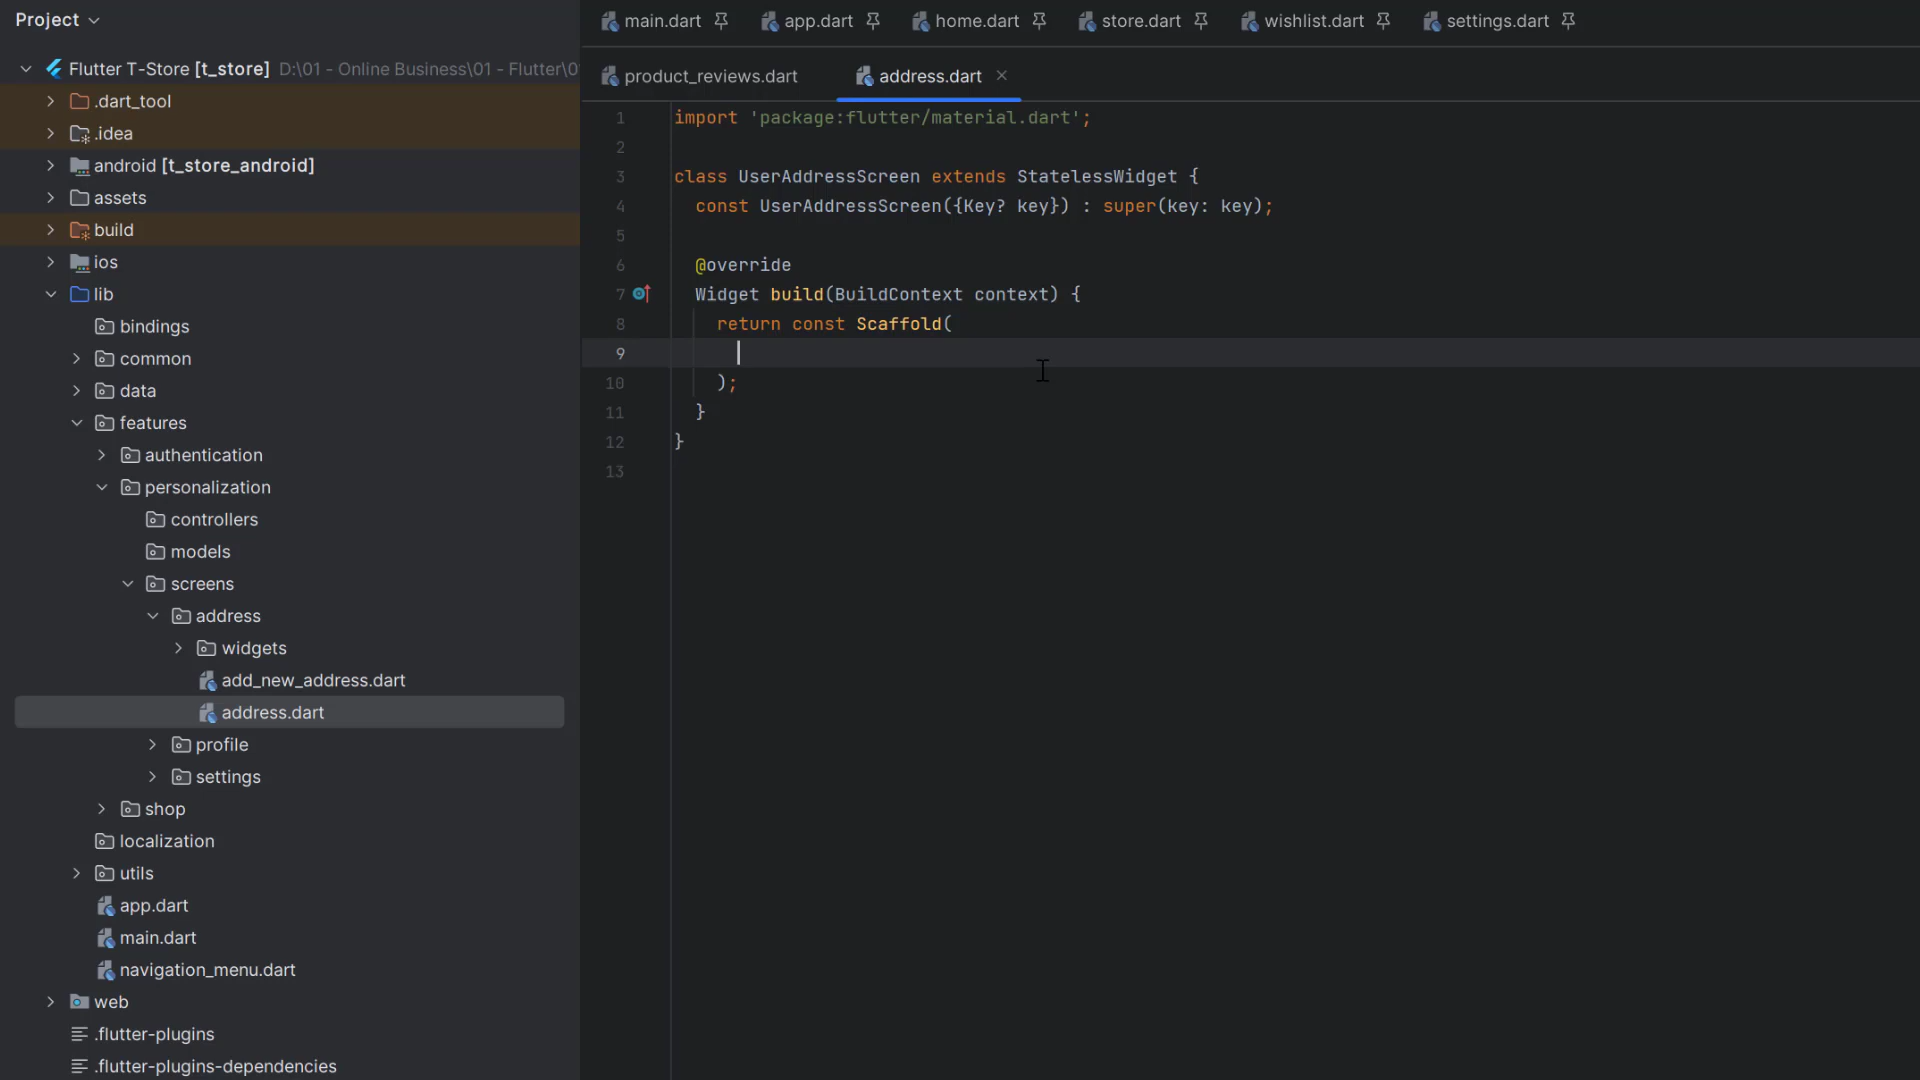 Project
main.dart
app.dart
home.dart
store.dart
wishlist.dart
settings.dart
Flutter T-Store [t_store] D:\01 - Online Business\01 - Flutter\0
.dart_tool
.idea
android [t_store_android]
assets
build
ios
lib
bindings
common
data
features
authentication
personalization
controllers
models
screens
address
widgets
add_new_address.dart
address.dart
profile
settings
shop
localization
utils
app.dart
main.dart
navigation_menu.dart
web
.flutter-plugins
.flutter-plugins-dependencies
product_reviews.dart
address.dart
1 import 'package:flutter/material.dart';
2
3 class UserAddressScreen extends StatelessWidget {
4 const UserAddressScreen({Key? key}) : super(key: key);
5
6 @override
7 Widget build(BuildContext context) {
8 return const Scaffold(
9
10 );
11 }
12 }
13